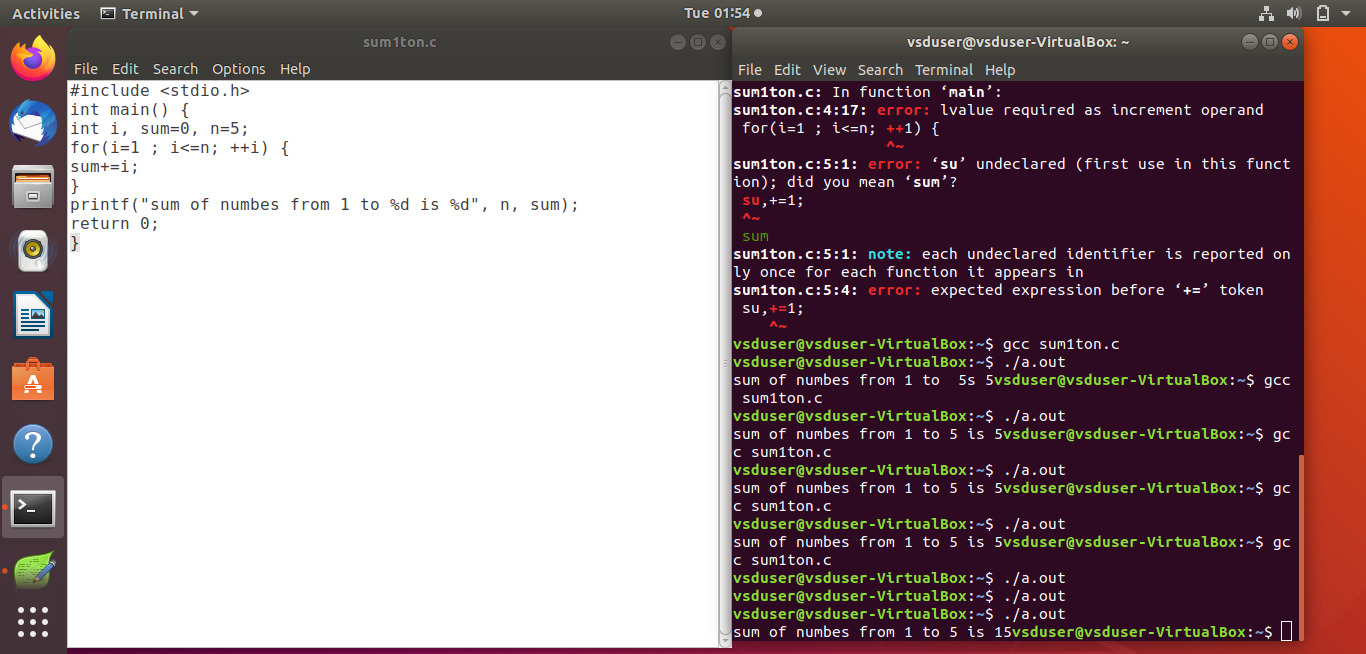 Activities Terminal Tue 01:54
sum1ton.c
File Edit Search Options Help
#include <stdio.h>
int main() {
int i, sum=0, n=5;
for(i=1 ; i<=n; ++i) {
sum+=i;
}
printf("sum of numbes from 1 to %d is %d", n, sum);
return 0;
}
vsduser@vsduser-VirtualBox: ~
File Edit View Search Terminal Help
sum1ton.c: In function ‘main’:
sum1ton.c:4:17: error: lvalue required as increment operand
for(i=1 ; i<=n; ++1) {
^~
sum1ton.c:5:1: error: ‘su’ undeclared (first use in this funct
ion); did you mean ‘sum’?
su,+=1;
^~
sum
sum1ton.c:5:1: note: each undeclared identifier is reported on
ly once for each function it appears in
sum1ton.c:5:4: error: expected expression before ‘+=’ token
su,+=1;
^~
vsduser@vsduser-VirtualBox:~$ gcc sum1ton.c
vsduser@vsduser-VirtualBox:~$ ./a.out
sum of numbes from 1 to  5s 5vsduser@vsduser-VirtualBox:~$ gcc
sum1ton.c
vsduser@vsduser-VirtualBox:~$ ./a.out
sum of numbes from 1 to 5 is 5vsduser@vsduser-VirtualBox:~$ gc
c sum1ton.c
vsduser@vsduser-VirtualBox:~$ ./a.out
sum of numbes from 1 to 5 is 5vsduser@vsduser-VirtualBox:~$ gc
c sum1ton.c
vsduser@vsduser-VirtualBox:~$ ./a.out
sum of numbes from 1 to 5 is 5vsduser@vsduser-VirtualBox:~$ gc
c sum1ton.c
vsduser@vsduser-VirtualBox:~$ ./a.out
vsduser@vsduser-VirtualBox:~$ ./a.out
vsduser@vsduser-VirtualBox:~$ ./a.out
sum of numbes from 1 to 5 is 15vsduser@vsduser-VirtualBox:~$